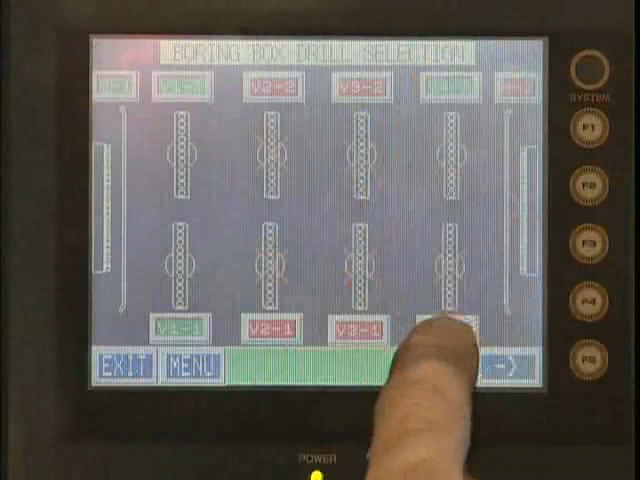 BORING BOX DRILL SELECTION
V2-2
V3-2
SYSTEM
F1
F2
F3
F4
F5
V1-1
V2-1
V3-1
EXIT
MENU
->
POWER